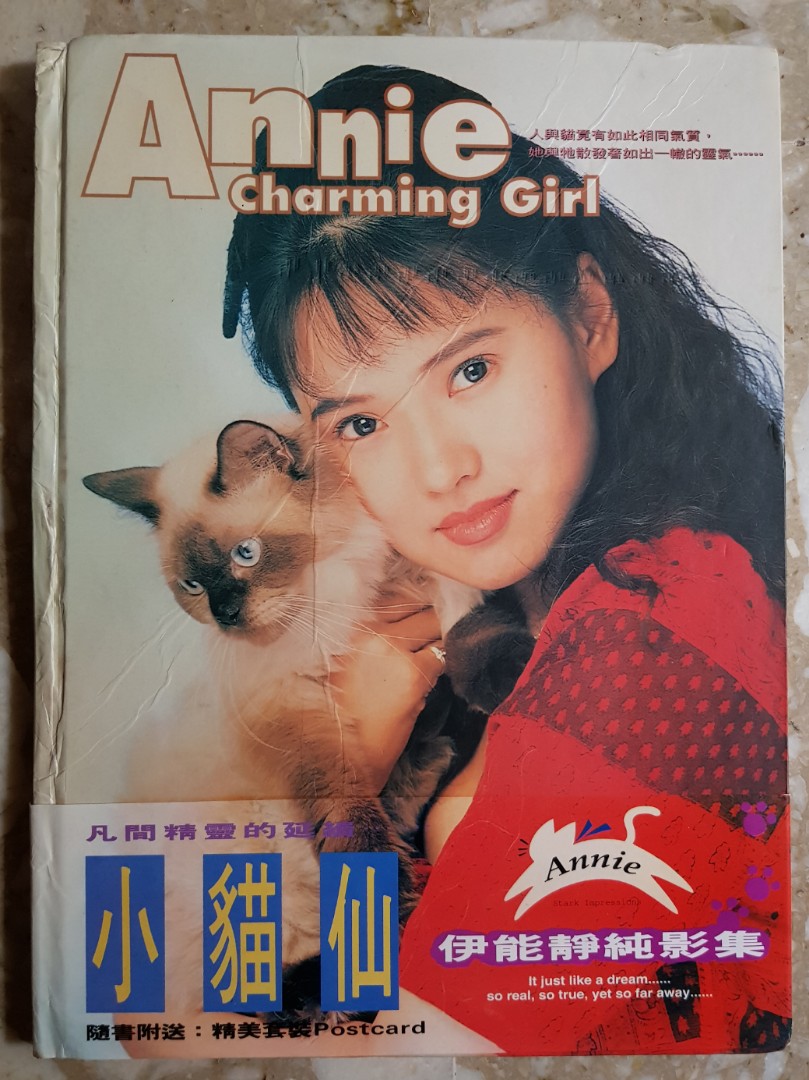 Annie
Charming Girl
人與貓竟有如此相同氣質，
她與牠散發著如出一轍的靈氣⋯⋯
凡間精靈的延續
小貓仙
Annie
(Dark Impression)
伊能靜純影集
It just like a dream......
so real, so true, yet so far away......
隨書附送：精美套裝Postcard